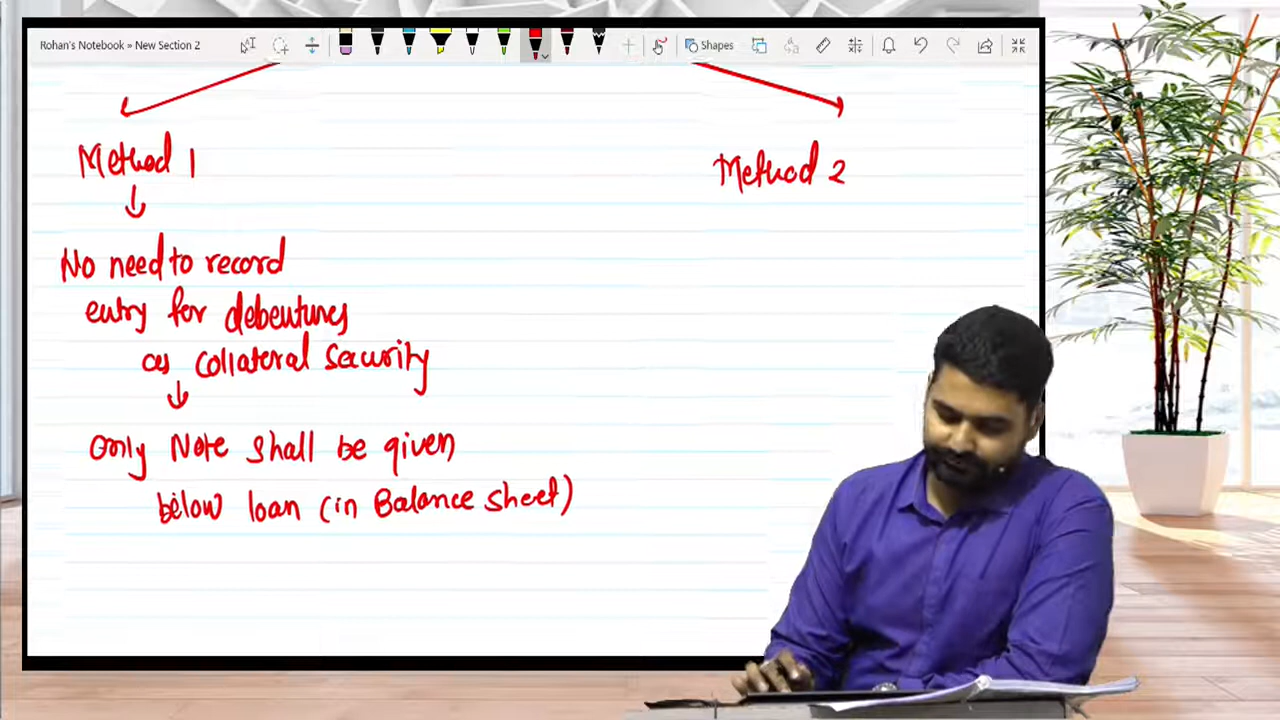 Rohan's Notebook » New Section 2
Shapes
Method 1
Method 2
No need to record
entry for debentures
as collateral security
only Note shall be given
below loan (in Balance sheet)